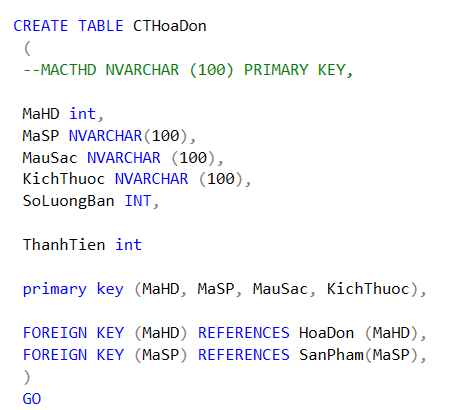 CREATE TABLE CTHoaDon
(
--MACTHD NVARCHAR (100) PRIMARY KEY,
MaHD int,
MaSP NVARCHAR(100),
MauSac NVARCHAR (100),
KichThuoc NVARCHAR (100),
SoLuongBan INT,
ThanhTien int
primary key (MaHD, MaSP, MauSac, KichThuoc),
FOREIGN KEY (MaHD) REFERENCES HoaDon (MaHD),
FOREIGN KEY (MaSP) REFERENCES SanPham(MaSP),
)
GO